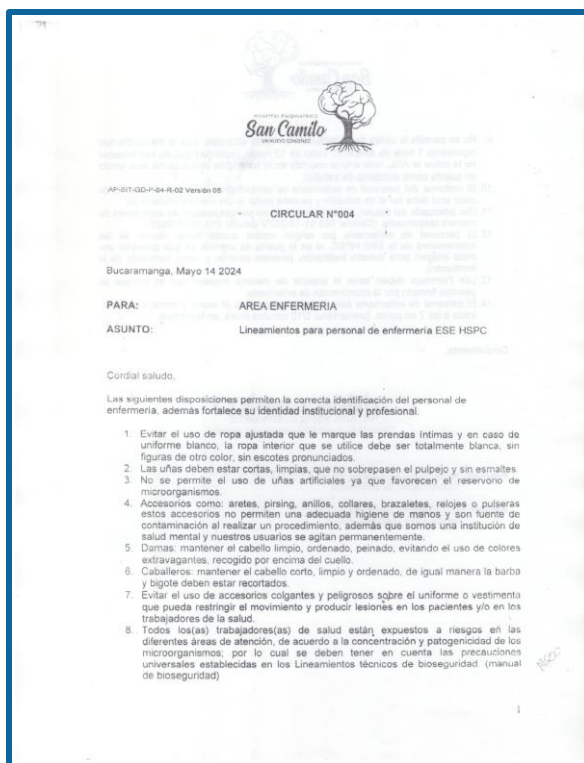 HOSPITAL PSIQUIATRICO
San Camilo
UN NUEVO COMIENZO
AP-SIT-GD-P-04-R-02 Versión 05
CIRCULAR N°004
Bucaramanga, Mayo 14 2024
PARA: AREA ENFERMERIA
ASUNTO: Lineamientos para personal de enfermería ESE HSPC
Cordial saludo,
Las siguientes disposiciones permiten la correcta identificación del personal de
enfermería, además fortalece su identidad institucional y profesional.
1. Evitar el uso de ropa ajustada que le marque las prendas íntimas y en caso de
uniforme blanco, la ropa interior que se utilice debe ser totalmente blanca, sin
figuras de otro color, sin escotes pronunciados.
2. Las uñas deben estar cortas, limpias, que no sobrepasen el pulpejo y sin esmaltes.
3. No se permite el uso de uñas artificiales ya que favorecen el reservorio de
microorganismos.
4. Accesorios como: aretes, pirsing, anillos, collares, brazaletes, relojes o pulseras
estos accesorios no permiten una adecuada higiene de manos y son fuente de
contaminación al realizar un procedimiento, además que somos una institución de
salud mental y nuestros usuarios se agitan permanentemente.
5. Damas: mantener el cabello limpio, ordenado, peinado, evitando el uso de colores
extravagantes, recogido por encima del cuello.
6. Caballeros: mantener el cabello corto, limpio y ordenado, de igual manera la barba
y bigote deben estar recortados.
7. Evitar el uso de accesorios colgantes y peligrosos sobre el uniforme o vestimenta
que pueda restringir el movimiento y producir lesiones en los pacientes y/o en los
trabajadores de la salud.
8. Todos los(as) trabajadores(as) de salud están expuestos a riesgos en las
diferentes áreas de atención, de acuerdo a la concentración y patogenicidad de los
microorganismos; por lo cual se deben tener en cuenta las precauciones
universales establecidas en los Lineamientos técnicos de bioseguridad (manual
de bioseguridad)
1